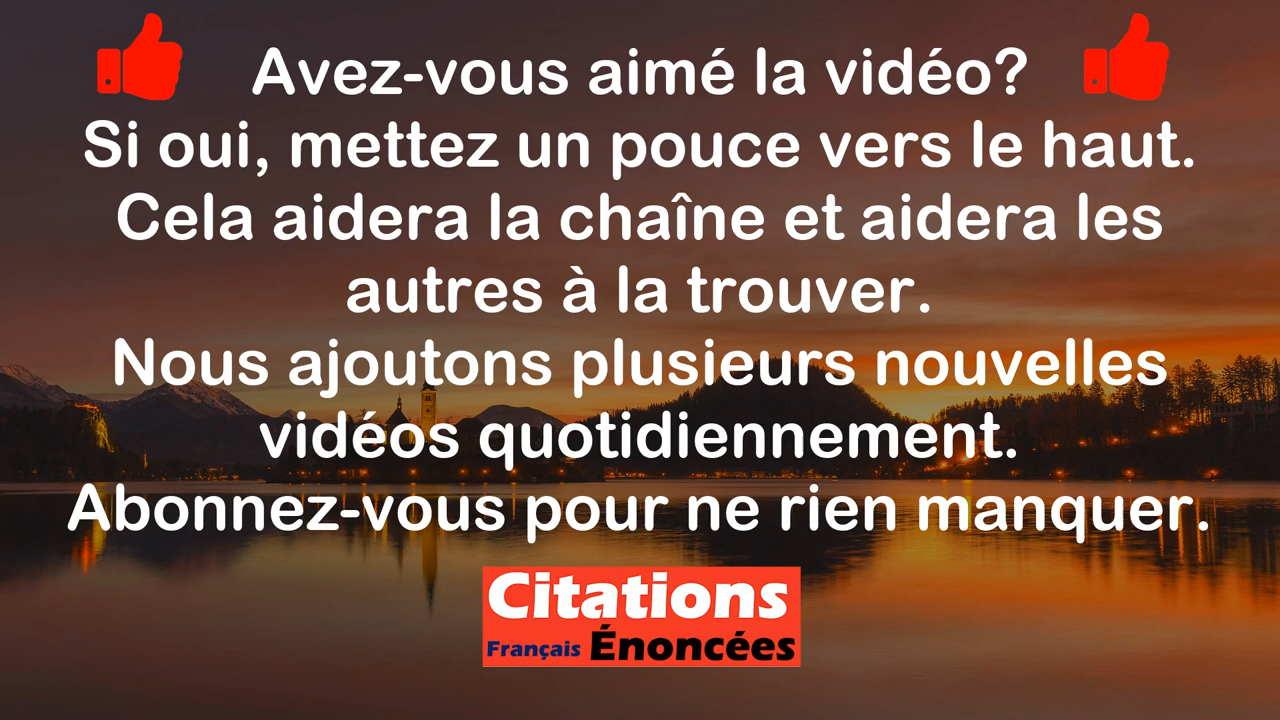 Avez-vous aimé la vidéo?
Si oui, mettez un pouce vers le haut.
Cela aidera la chaîne et aidera les
autres à la trouver.
Nous ajoutons plusieurs nouvelles
vidéos quotidiennement.
Abonnez-vous pour ne rien manquer.
Citations
Français Énoncées